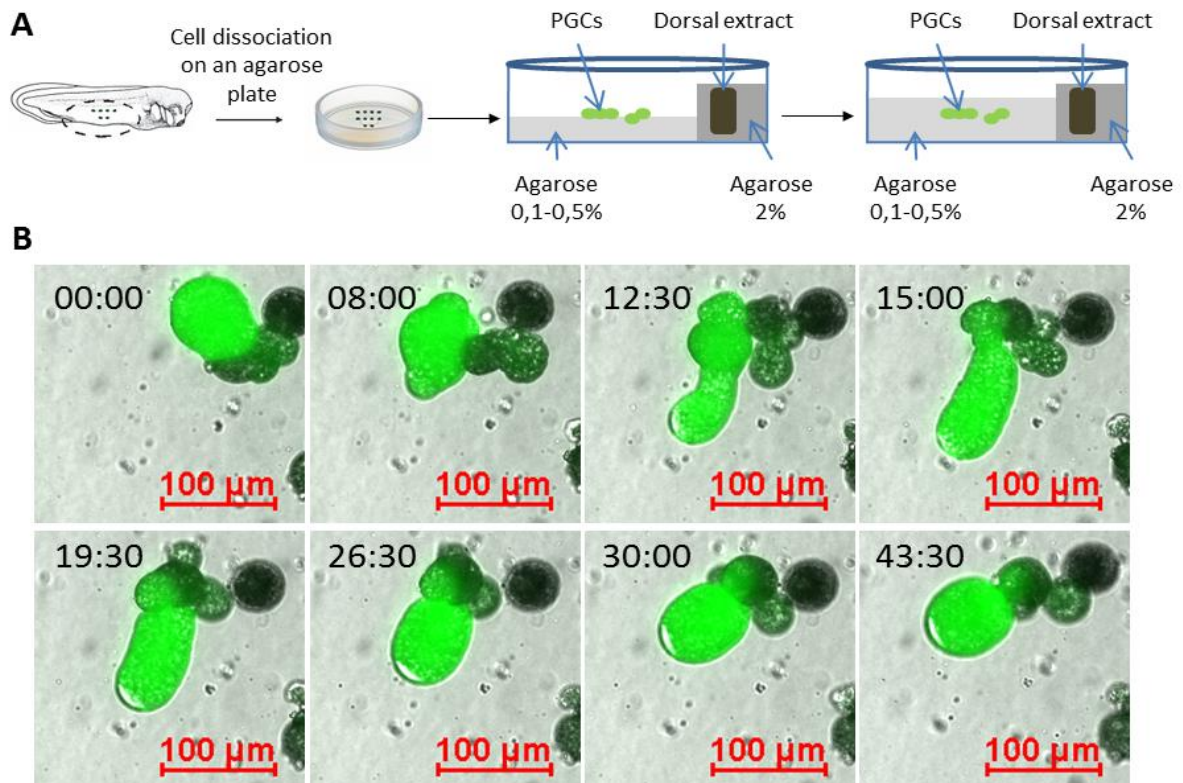 A
Cell dissociation
on an agarose
plate
PGCs
Dorsal extract
Agarose
0,1-0,5%
Agarose
2%
PGCs
Dorsal extract
Agarose
0,1-0,5%
Agarose
2%
B
00:00
100 µm
08:00
100 µm
12:30
100 µm
15:00
100 µm
19:30
100 µm
26:30
100 µm
30:00
100 µm
43:30
100 µm